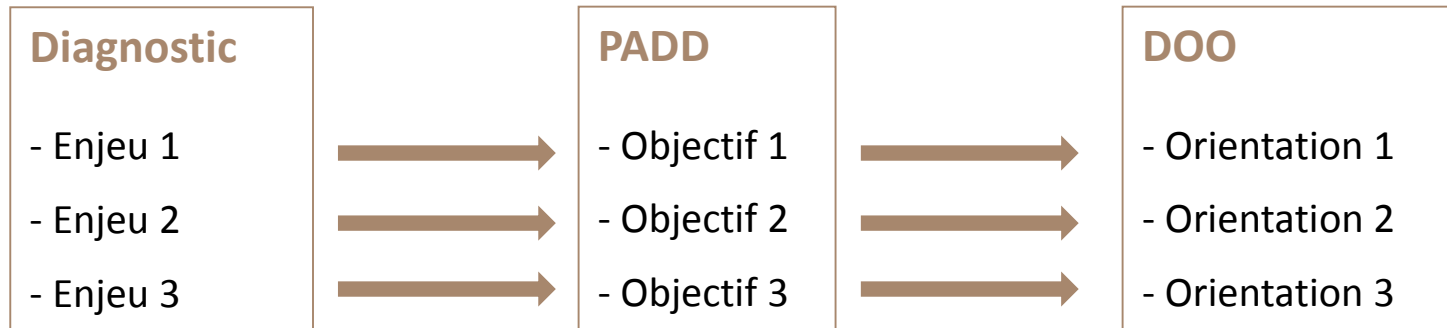 Diagnostic
- Enjeu 1
- Enjeu 2
- Enjeu 3
PADD
- Objectif 1
- Objectif 2
- Objectif 3
DOO
- Orientation 1
- Orientation 2
- Orientation 3